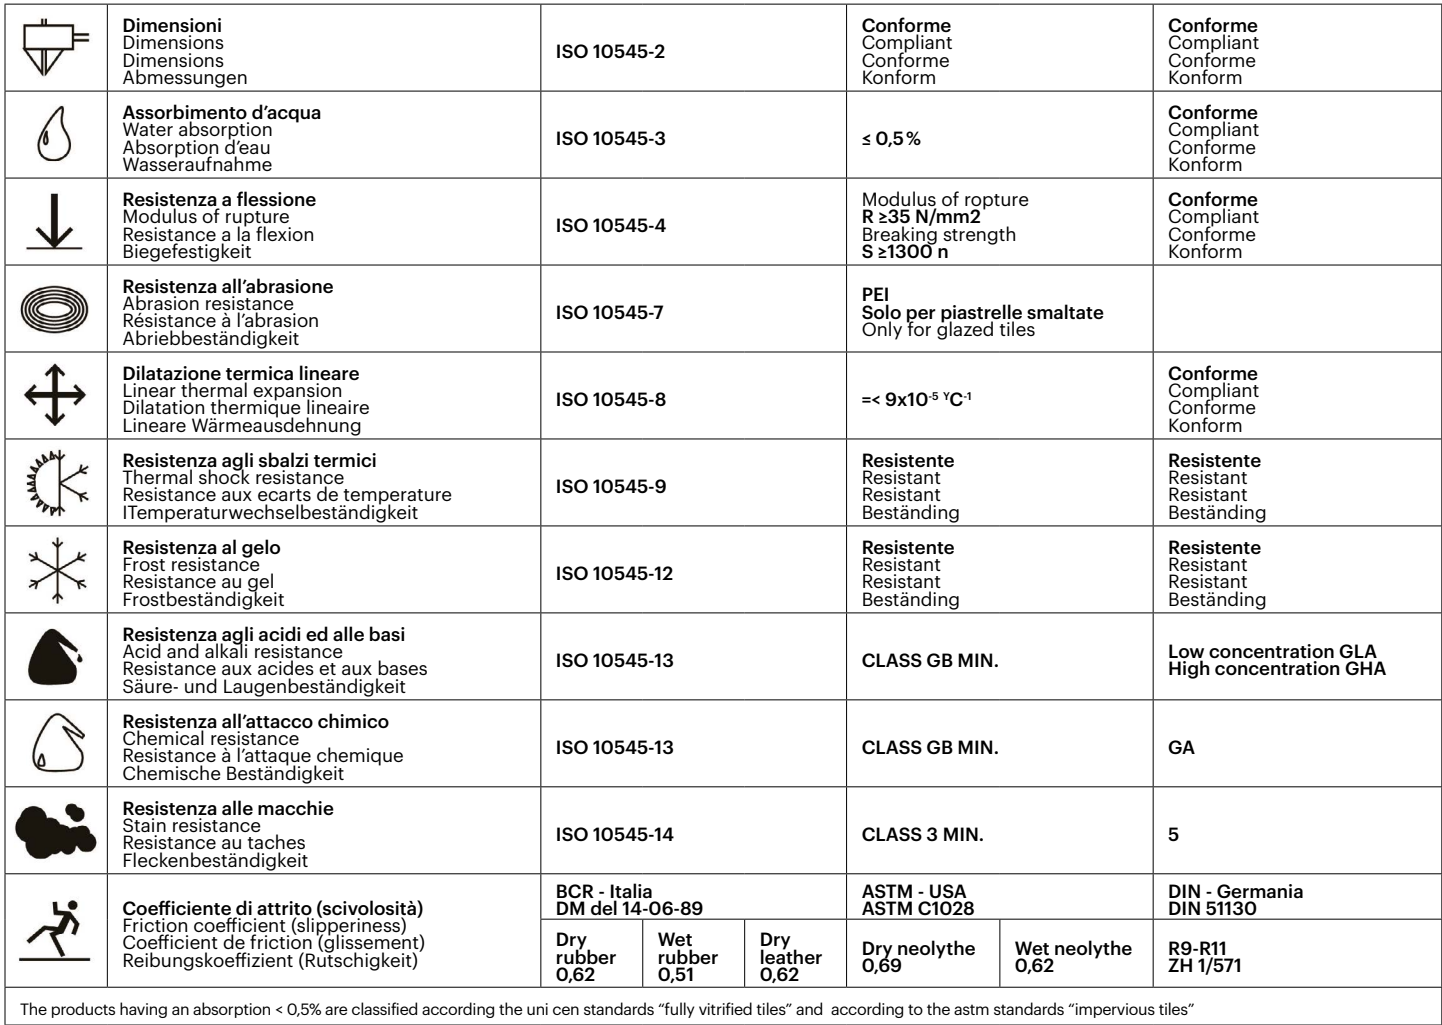 Dimensioni
Dimensions
Dimensions
Abmessungen
ISO 10545-2
Conforme
Compliant
Conforme
Konform
Conforme
Compliant
Conforme
Konform
Assorbimento d’acqua
Water absorption
Absorption d’eau
Wasseraufnahme
ISO 10545-3
≤ 0,5 %
Conforme
Compliant
Conforme
Konform
Resistenza a flessione
Modulus of rupture
Resistance a la flexion
Biegefestigkeit
ISO 10545-4
Modulus of ropture
R ≥35 N/mm2
Breaking strength
S ≥1300 n
Conforme
Compliant
Conforme
Konform
Resistenza all’abrasione
Abrasion resistance
Résistance à l’abrasion
Abriebbeständigkeit
ISO 10545-7
PEI
Solo per piastrelle smaltate
Only for glazed tiles
Dilatazione termica lineare
Linear thermal expansion
Dilatation thermique lineaire
Lineare Wärmeausdehnung
ISO 10545-8
=< 9x10⁻⁵ ʸC⁻¹
Conforme
Compliant
Conforme
Konform
Resistenza agli sbalzi termici
Thermal shock resistance
Resistance aux ecarts de temperature
ITemperaturwechselbeständigkeit
ISO 10545-9
Resistente
Resistant
Resistant
Beständing
Resistente
Resistant
Resistant
Beständing
Resistenza al gelo
Frost resistance
Resistance au gel
Frostbeständigkeit
ISO 10545-12
Resistente
Resistant
Resistant
Beständing
Resistente
Resistant
Resistant
Beständing
Resistenza agli acidi ed alle basi
Acid and alkali resistance
Resistance aux acides et aux bases
Säure- und Laugenbeständigkeit
ISO 10545-13
CLASS GB MIN.
Low concentration GLA
High concentration GHA
Resistenza all’attacco chimico
Chemical resistance
Resistance à l’attaque chemique
Chemische Beständigkeit
ISO 10545-13
CLASS GB MIN.
GA
Resistenza alle macchie
Stain resistance
Resistance au taches
Fleckenbeständigkeit
ISO 10545-14
CLASS 3 MIN.
5
Coefficiente di attrito (scivolosità)
Friction coefficient (slipperiness)
Coefficient de friction (glissement)
Reibungskoeffizient (Rutschigkeit)
BCR - Italia
DM del 14-06-89
ASTM - USA
ASTM C1028
DIN - Germania
DIN 51130
Dry
rubber
0,62
Wet
rubber
0,51
Dry
leather
0,62
Dry neolythe
0,69
Wet neolythe
0,62
R9-R11
ZH 1/571
The products having an absorption < 0,5% are classified according the uni cen standards “fully vitrified tiles” and according to the astm standards “impervious tiles”